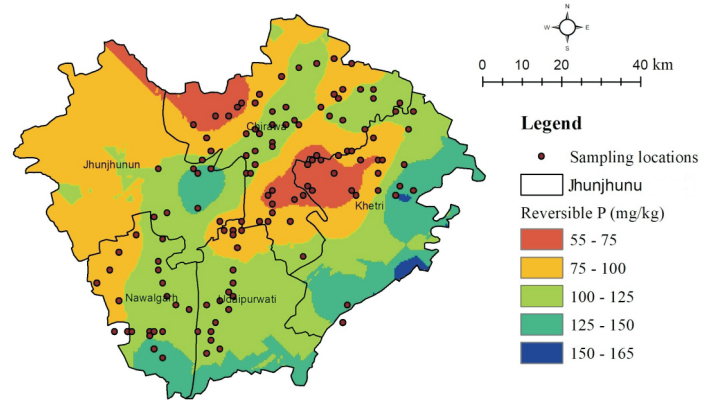 N
W E
S
0 10 20 40 km
Legend
Sampling locations
Jhunjhunu
Reversible P (mg/kg)
55 - 75
75 - 100
100 - 125
125 - 150
150 - 165
Chirawa
Jhunjhunun
Khetri
Nawalgarh
Udaipurwati